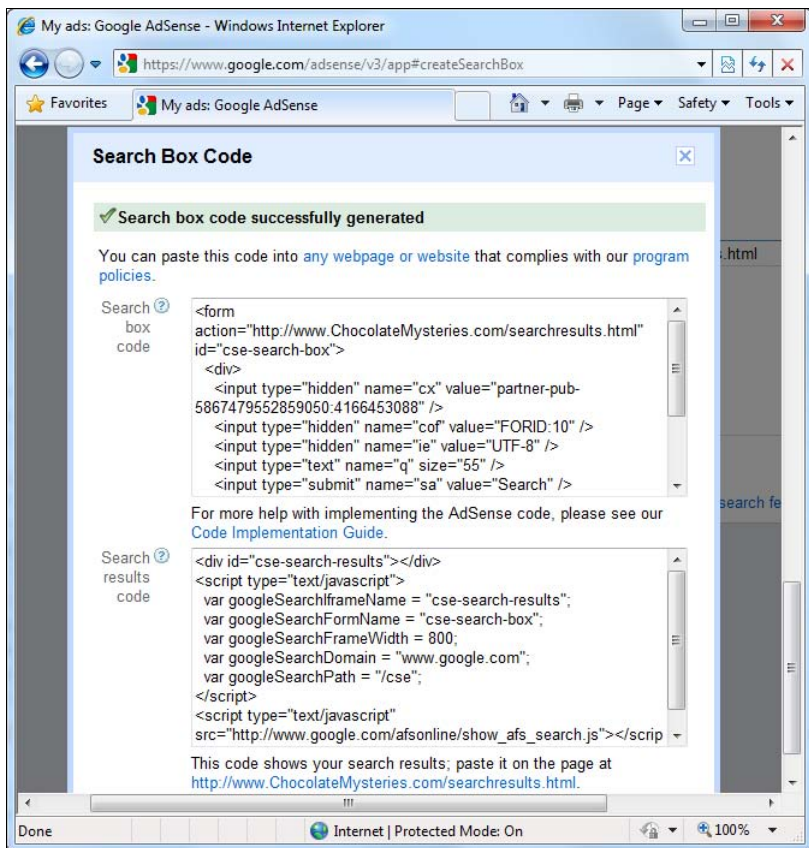 My ads: Google AdSense - Windows Internet Explorer
https://www.google.com/adsense/v3/app#createSearchBox
Favorites My ads: Google AdSense Page Safety Tools
Search Box Code
Search box code successfully generated
.html
You can paste this code into any webpage or website that complies with our program
policies.
Search
box
code
<form
action="http://www.ChocolateMysteries.com/searchresults.html"
id="cse-search-box">
<div>
<input type="hidden" name="cx" value="partner-pub-
5867479552859050:4166453088" />
<input type="hidden" name="cof" value="FORID:10" />
<input type="hidden" name="ie" value="UTF-8" />
<input type="text" name="q" size="55" />
<input type="submit" name="sa" value="Search" />
search fe
For more help with implementing the AdSense code, please see our
Code Implementation Guide.
Search
results
code
<div id="cse-search-results"></div>
<script type="text/javascript">
var googleSearchIframeName = "cse-search-results";
var googleSearchFormName = "cse-search-box";
var googleSearchFrameWidth = 800;
var googleSearchDomain = "www.google.com";
var googleSearchPath = "/cse";
</script>
<script type="text/javascript"
src="http://www.google.com/afsonline/show_afs_search.js"></scrip
This code shows your search results; paste it on the page at
http://www.ChocolateMysteries.com/searchresults.html.
Done Internet | Protected Mode: On 100%